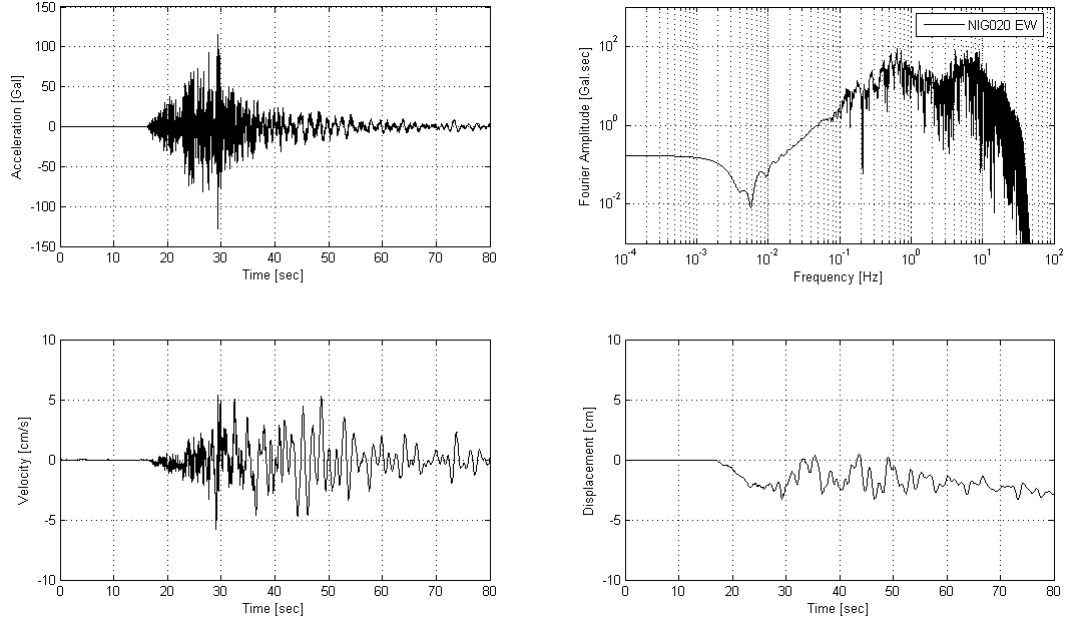 150
100
50
0
-50
-100
-150
Acceleration [Gal]
0 10 20 30 40 50 60 70 80
Time [sec]
NIG020 EW
10^2
10^0
10^-2
Fourier Amplitude [Gal.sec]
10^-4 10^-3 10^-2 10^-1 10^0 10^1 10^2
Frequency [Hz]
10
5
0
-5
-10
Velocity [cm/s]
0 10 20 30 40 50 60 70 80
Time [sec]
10
5
0
-5
-10
Displacement [cm]
0 10 20 30 40 50 60 70 80
Time [sec]